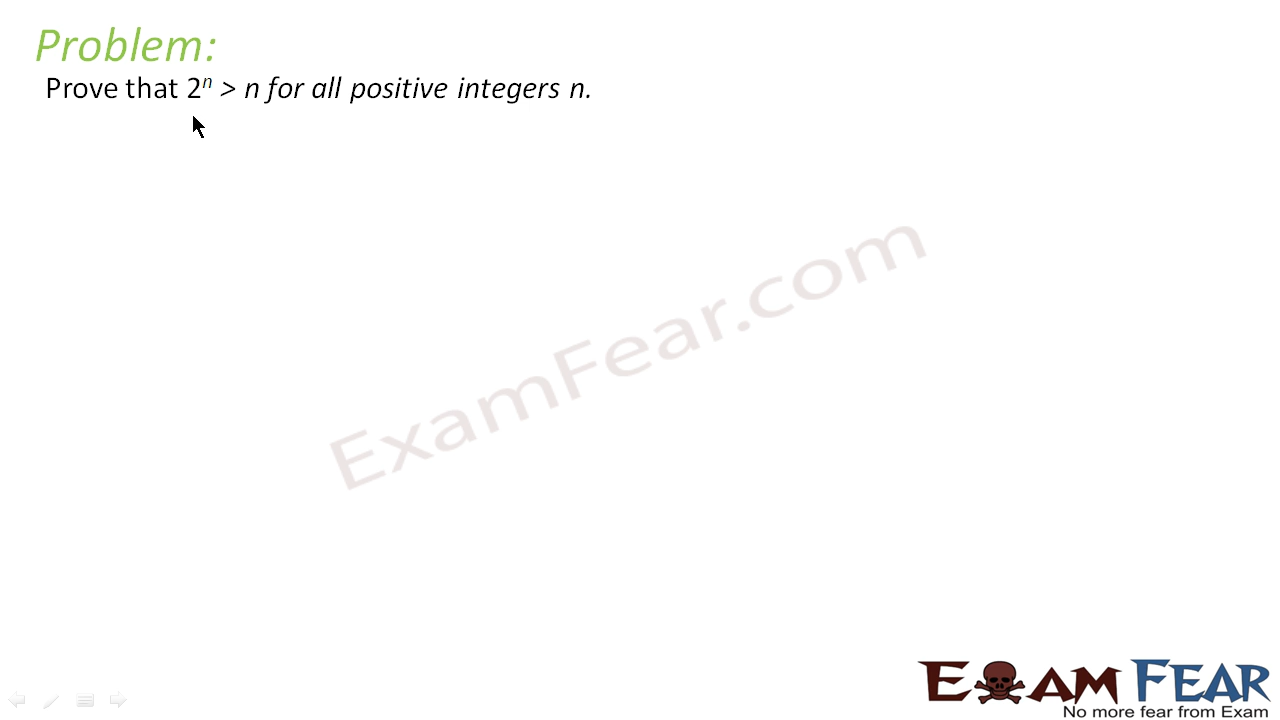 Problem:
Prove that 2ⁿ > n for all positive integers n.
ExamFear.com
EXAM FEAR
No more fear from Exam